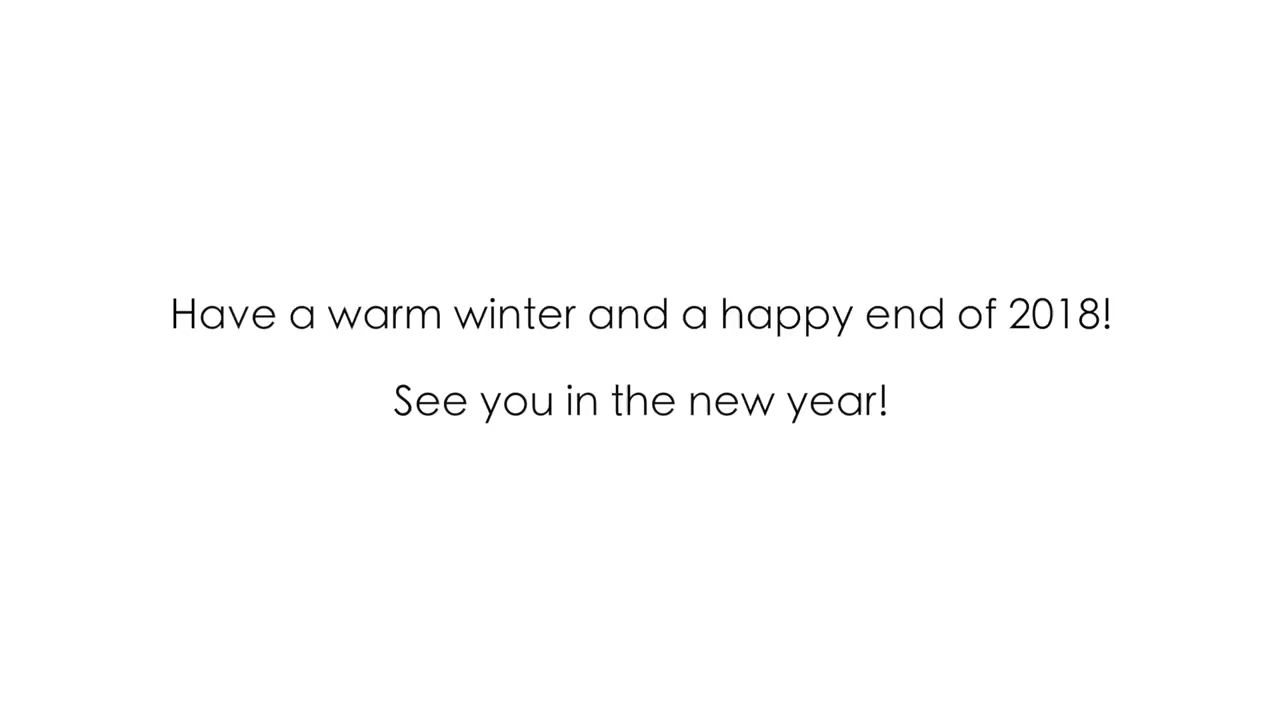 Have a warm winter and a happy end of 2018!
See you in the new year!